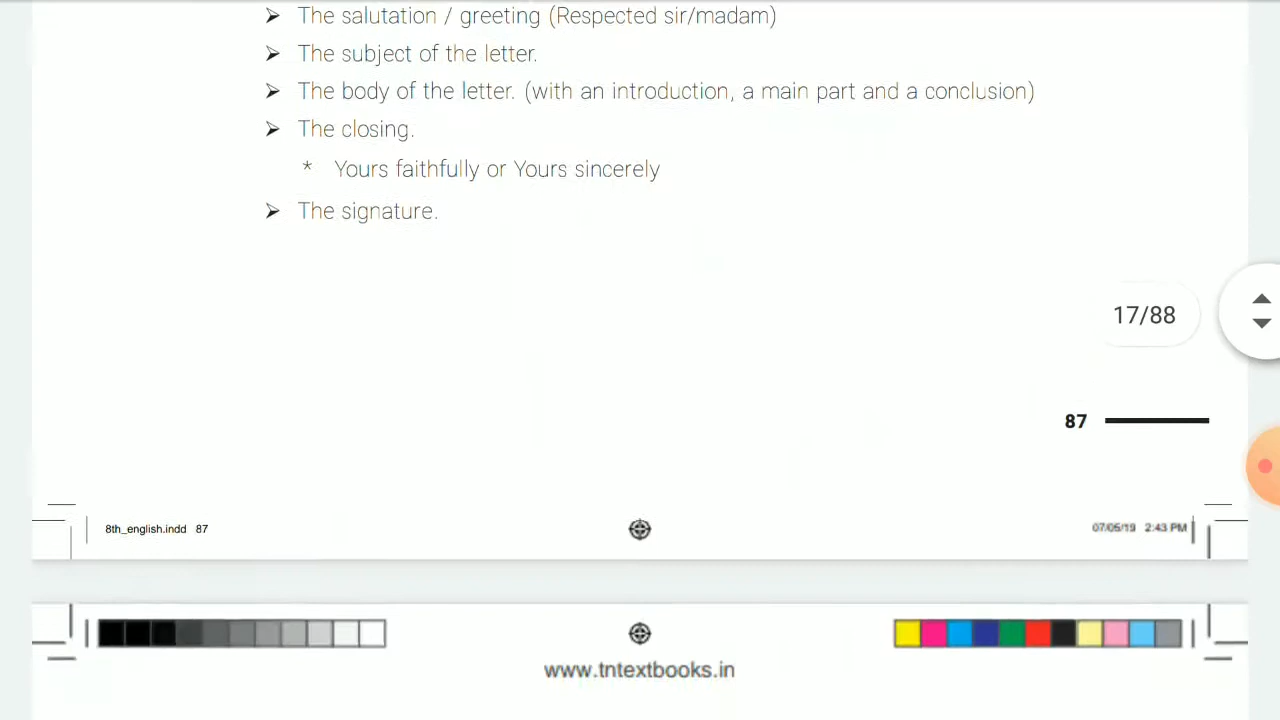 ➢ The salutation / greeting (Respected sir/madam)
➢ The subject of the letter.
➢ The body of the letter. (with an introduction, a main part and a conclusion)
➢ The closing.
* Yours faithfully or Yours sincerely
➢ The signature.
17/88
87
8th_english.indd 87
07/05/19 2:43 PM
www.tntextbooks.in